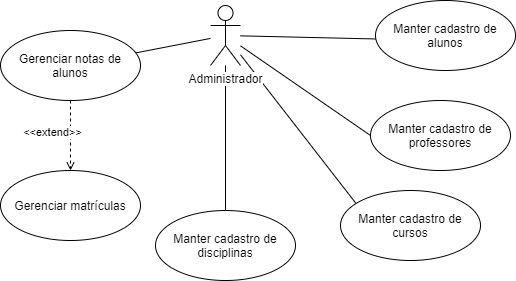 Manter cadastro de
alunos
Gerenciar notas de
alunos
Administrador
<<extend>>
Manter cadastro de
professores
Gerenciar matrículas
Manter cadastro de
cursos
Manter cadastro de
disciplinas